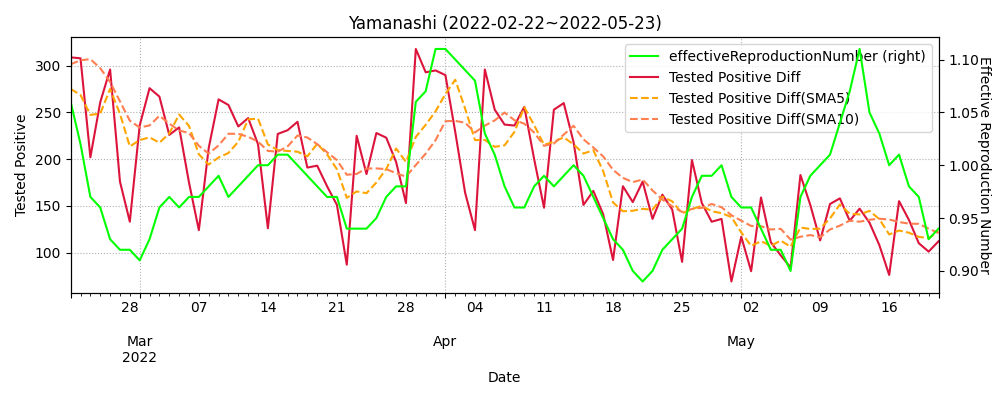 Yamanashi (2022-02-22~2022-05-23)
effectiveReproductionNumber (right)
Tested Positive Diff
Tested Positive Diff(SMA5)
Tested Positive Diff(SMA10)
Tested Positive
300
250
200
150
100
1.10
1.05
1.00
0.95
0.90
Effective Reproduction Number
28 07 14 21 28 04 11 18 25 02 09 16
Mar Apr May
2022
Date